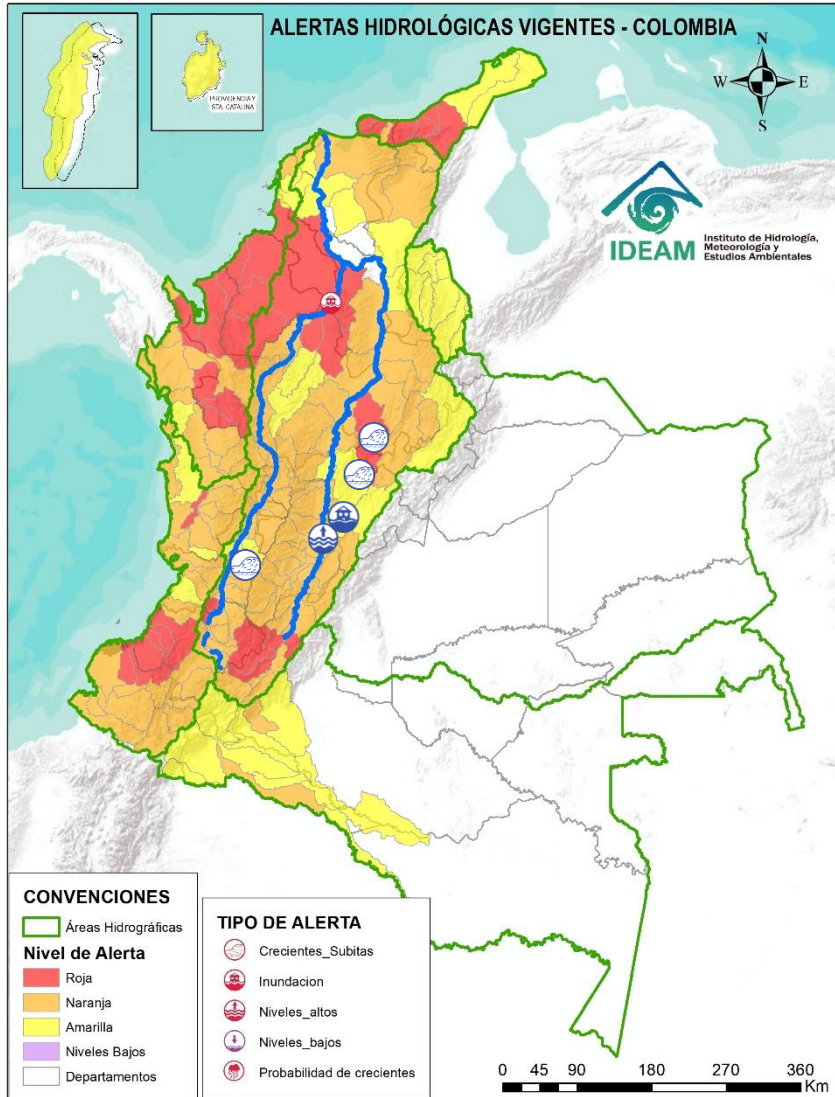 ALERTAS HIDROLÓGICAS VIGENTES - COLOMBIA
PROVIDENCIA Y
STA. CATALINA
N
W
E
S
IDEAM
Instituto de Hidrología,
Meteorología y
Estudios Ambientales
CONVENCIONES
Áreas Hidrográficas
Nivel de Alerta
Roja
Naranja
Amarilla
Niveles Bajos
Departamentos
TIPO DE ALERTA
Crecientes_Subitas
Inundacion
Niveles_altos
Niveles_bajos
Probabilidad de crecientes
0 45 90 180 270 360
Km